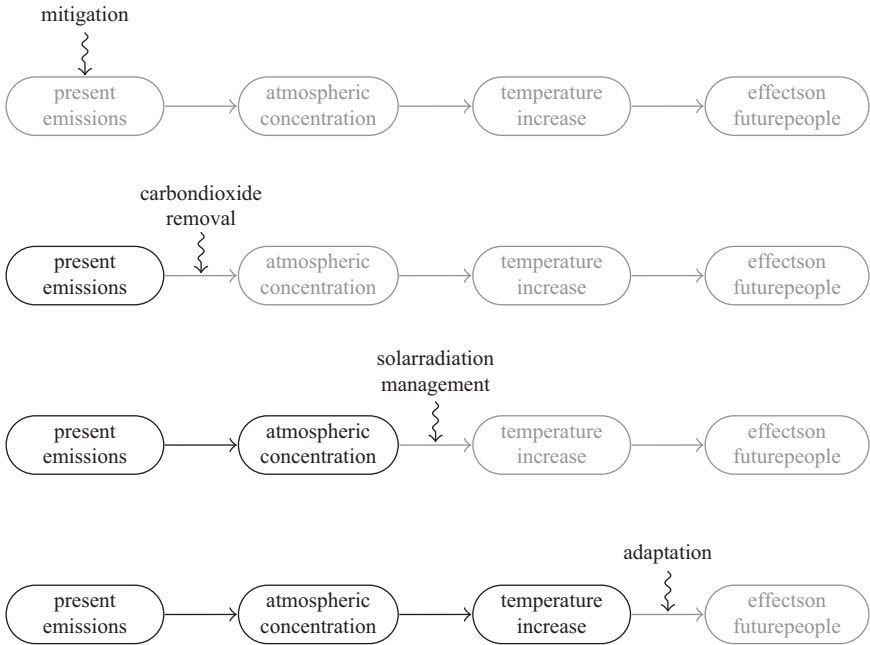 mitigation
present atmospheric temperature effectson
emissions concentration increase futurepeople
carbondioxide
removal
present atmospheric temperature effectson
emissions concentration increase futurepeople
solarradiation
management
present atmospheric temperature effectson
emissions concentration increase futurepeople
adaptation
present atmospheric temperature effectson
emissions concentration increase futurepeople